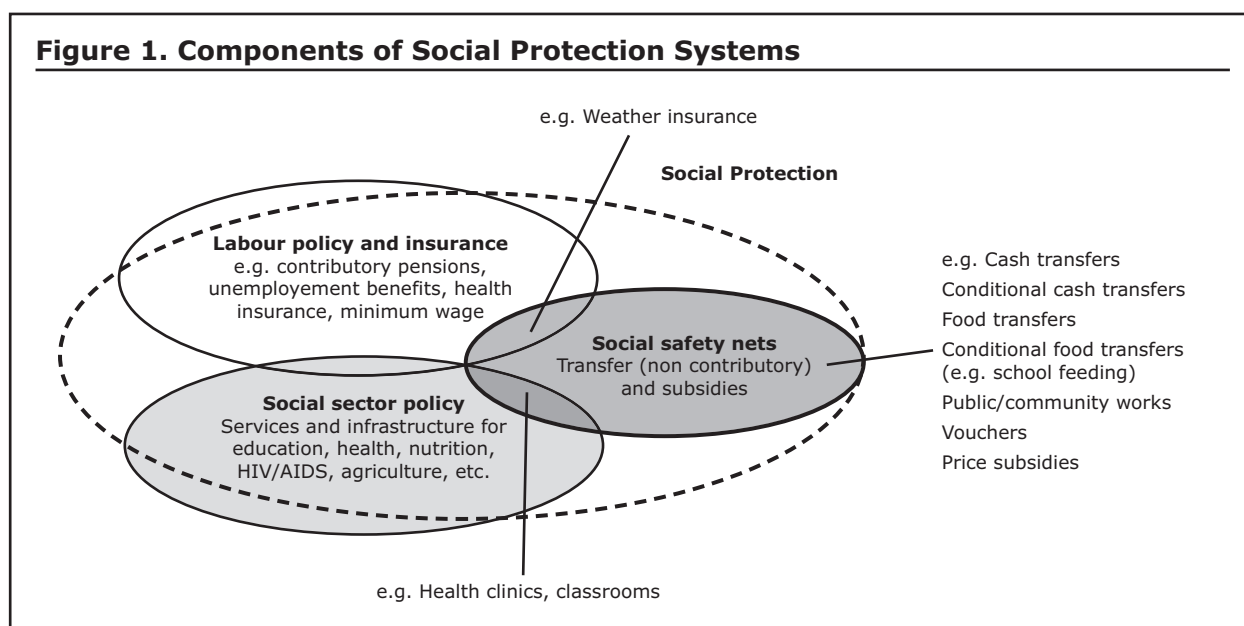 Figure 1. Components of Social Protection Systems
e.g. Weather insurance
Social Protection
Labour policy and insurance
e.g. contributory pensions,
unemployement benefits, health
insurance, minimum wage
Social safety nets
Transfer (non contributory)
and subsidies
e.g. Cash transfers
Conditional cash transfers
Food transfers
Conditional food transfers
(e.g. school feeding)
Public/community works
Vouchers
Price subsidies
Social sector policy
Services and infrastructure for
education, health, nutrition,
HIV/AIDS, agriculture, etc.
e.g. Health clinics, classrooms